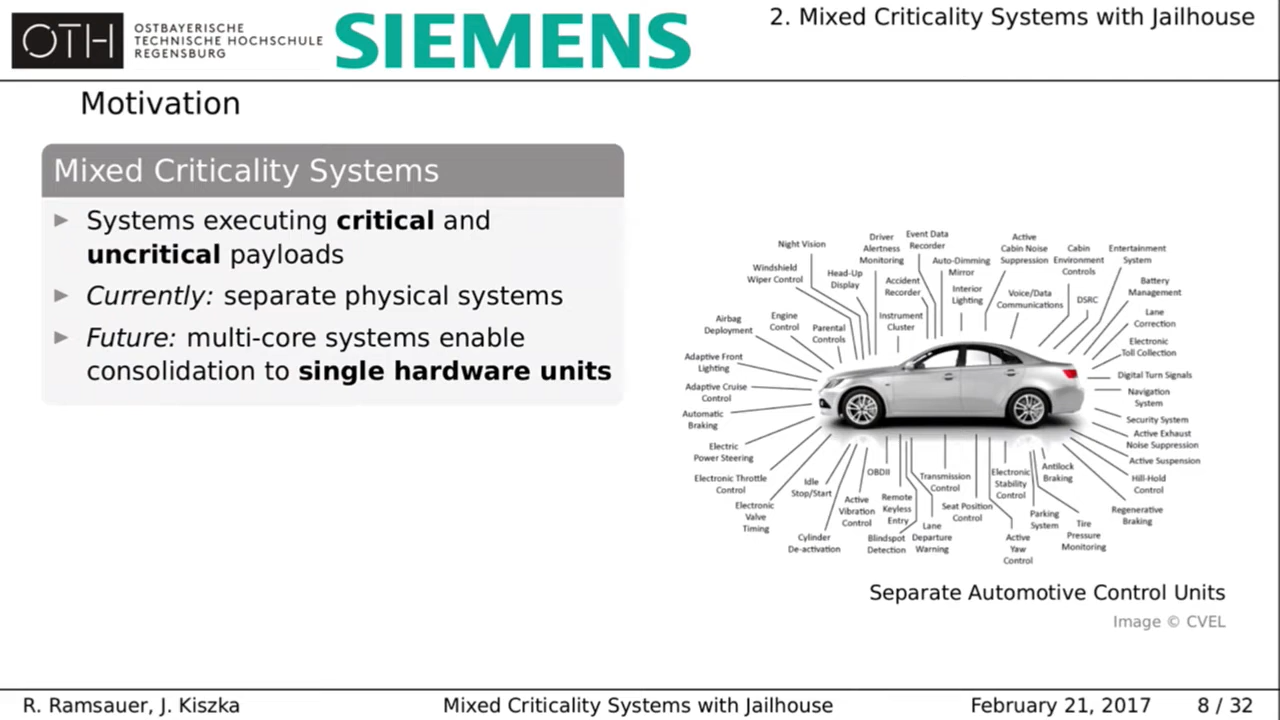 OTH
OSTBAYERISCHE
TECHNISCHE HOCHSCHULE
REGENSBURG
SIEMENS
2. Mixed Criticality Systems with Jailhouse
Motivation
Mixed Criticality Systems
► Systems executing critical and
uncritical payloads
► Currently: separate physical systems
► Future: multi-core systems enable
consolidation to single hardware units
Night Vision
Driver
Alertness
Monitoring
Event Data
Recorder
Active
Cabin Noise
Suppression
Cabin
Environment
Controls
Entertainment
System
Windshield
Wiper Control
Head-Up
Display
Accident
Recorder
Auto-Dimming
Mirror
Interior
Lighting
Voice/Data
Communications
DSRC
Battery
Management
Airbag
Deployment
Engine
Control
Parental
Controls
Instrument
Cluster
Lane
Correction
Electronic
Toll Collection
Adaptive Front
Lighting
Digital Turn Signals
Adaptive Cruise
Control
Navigation
System
Automatic
Braking
Security System
Electric
Power Steering
Active Exhaust
Noise Suppression
Active Suspension
Electronic Throttle
Control
Idle
Stop/Start
OBDII
Transmission
Control
Electronic
Stability
Control
Antilock
Braking
Hill-Hold
Control
Electronic
Valve
Timing
Active
Vibration
Control
Remote
Keyless
Entry
Seat Position
Control
Parking
System
Regenerative
Braking
Cylinder
De-activation
Blindspot
Detection
Lane
Departure
Warning
Active
Yaw
Control
Tire
Pressure
Monitoring
Separate Automotive Control Units
Image © CVEL
R. Ramsauer, J. Kiszka
Mixed Criticality Systems with Jailhouse
February 21, 2017
8 / 32